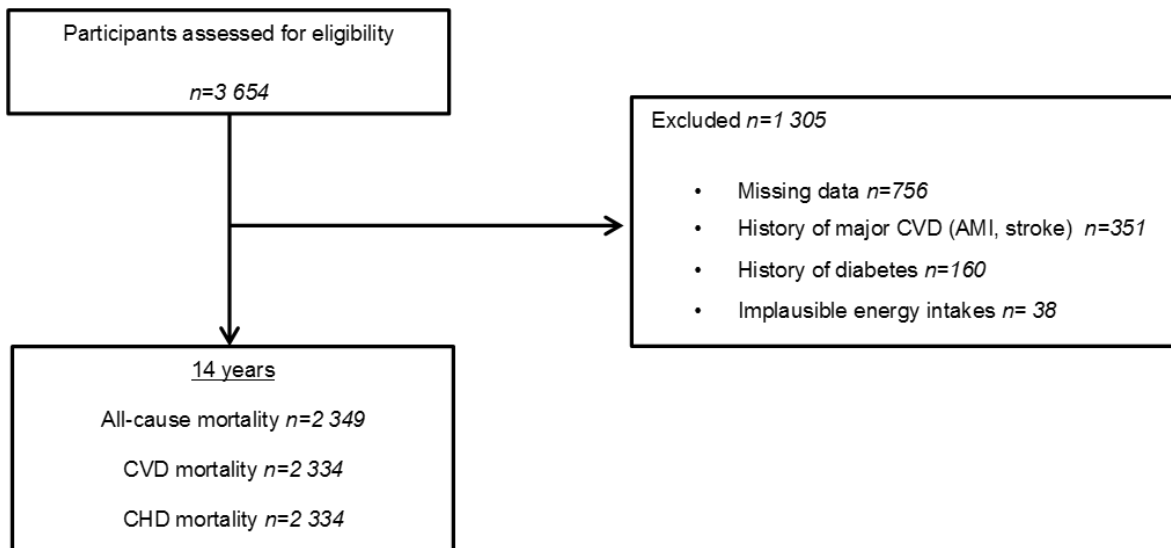 Participants assessed for eligibility
n=3 654
Excluded n=1 305
• Missing data n=756
• History of major CVD (AMI, stroke) n=351
• History of diabetes n=160
• Implausible energy intakes n= 38
14 years
All-cause mortality n=2 349
CVD mortality n=2 334
CHD mortality n=2 334